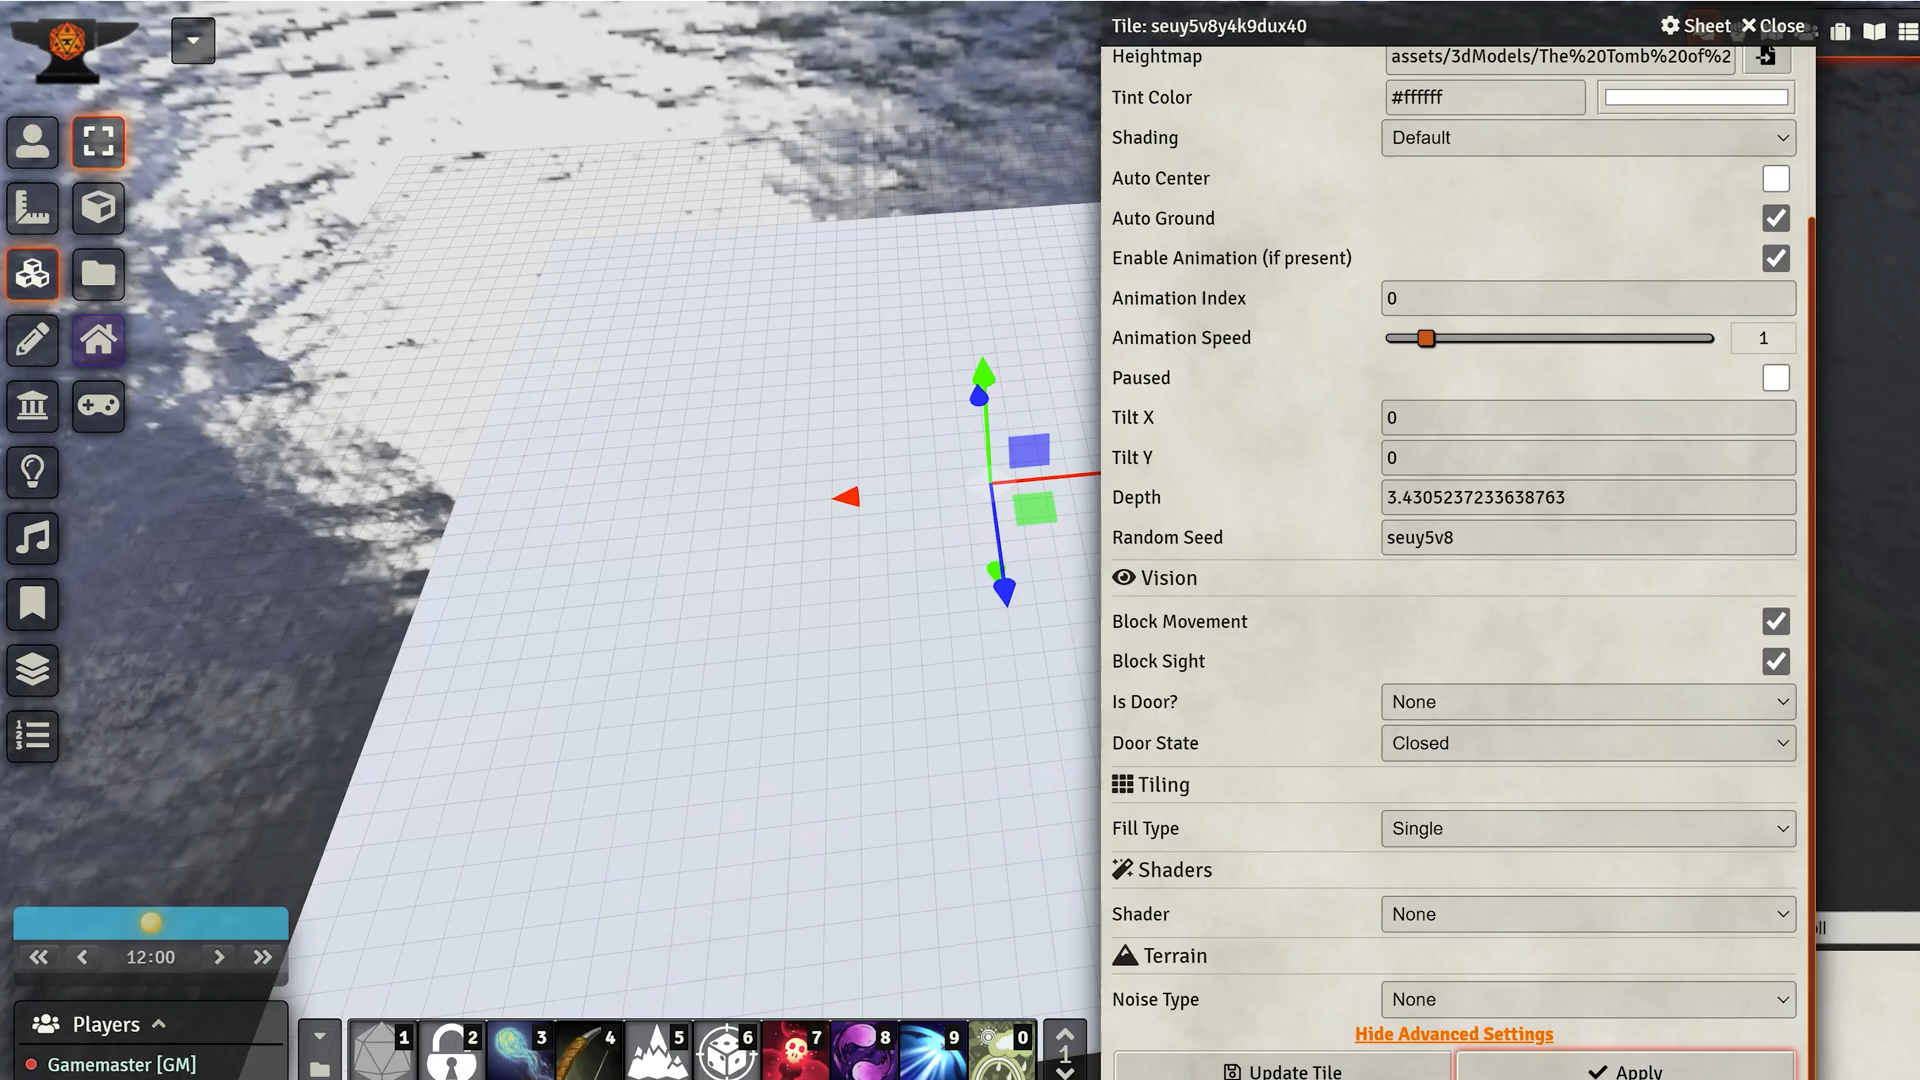 Tile: seuy5v8y4k9dux40
Sheet
Close
Heightmap
assets/3dModels/The%20Tomb%20of%2
Tint Color
#ffffff
Shading
Default
Auto Center
Auto Ground
Enable Animation (if present)
Animation Index
0
Animation Speed
1
Paused
Tilt X
0
Tilt Y
0
Depth
3.4305237233638763
Random Seed
seuy5v8
Vision
Block Movement
Block Sight
Is Door?
None
Door State
Closed
Tiling
Fill Type
Single
Shaders
Shader
None
Terrain
Noise Type
None
Hide Advanced Settings
Update Tile
Apply
12:00
Players
Gamemaster [GM]
1
2
3
4
5
6
7
8
9
0
1